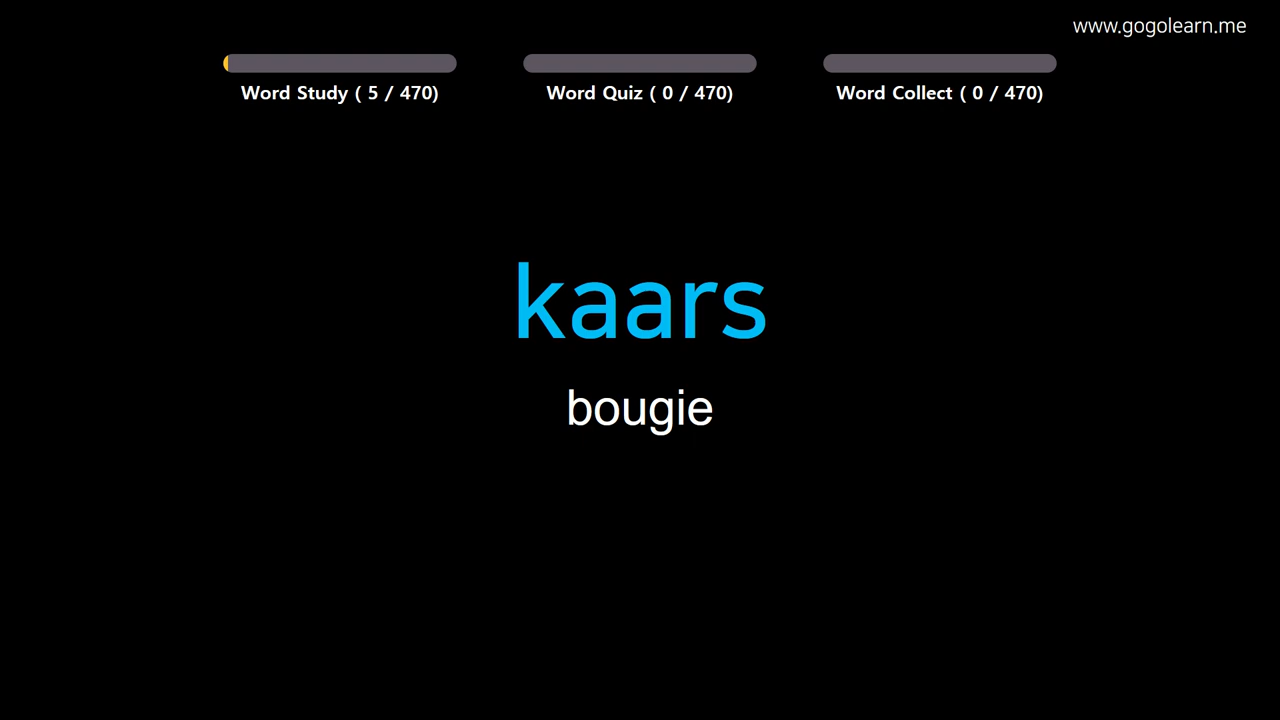 www.gogolearn.me
Word Study ( 5 / 470)
Word Quiz ( 0 / 470)
Word Collect ( 0 / 470)
kaars
bougie